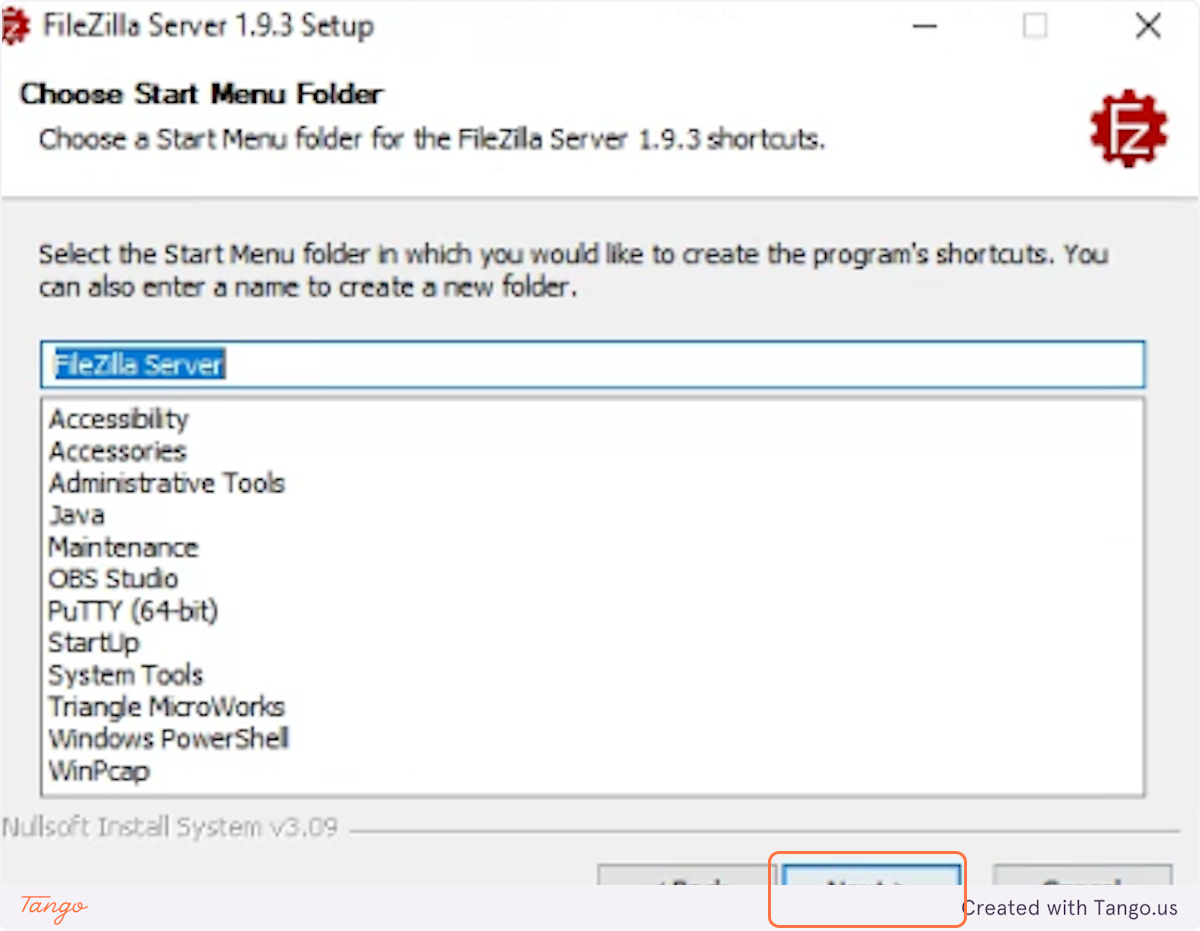 FileZilla Server 1.9.3 Setup
Choose Start Menu Folder
Choose a Start Menu folder for the FileZilla Server 1.9.3 shortcuts.
Fz
Select the Start Menu folder in which you would like to create the program's shortcuts. You
can also enter a name to create a new folder.
FileZilla Server
Accessibility
Accessories
Administrative Tools
Java
Maintenance
OBS Studio
PuTTY (64-bit)
StartUp
System Tools
Triangle MicroWorks
Windows PowerShell
WinPcap
Nullsoft Install System v3.09
< Back Next > Cancel
Tango Created with Tango.us